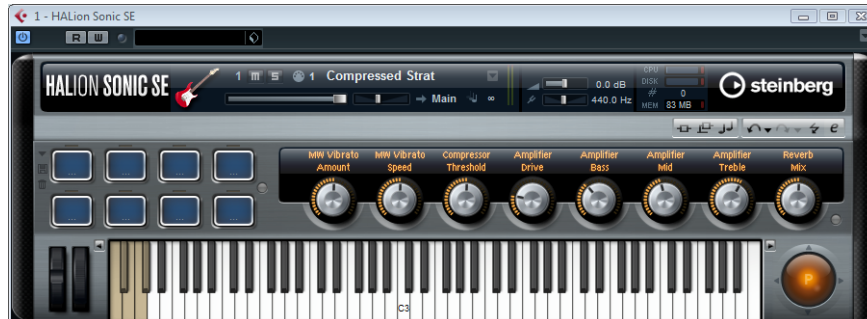 1 - HALion Sonic SE
R W
HALION SONIC SE
1 m s 1 Compressed Strat
Main ∞
0.0 dB
440.0 Hz
CPU
DISK
# 0
MEM 83 MB
steinberg
e
MW Vibrato MW Vibrato Compressor Amplifier Amplifier Amplifier Amplifier Reverb
Amount Speed Threshold Drive Bass Mid Treble Mix
... ... ... ...
... ... ... ...
C3
P